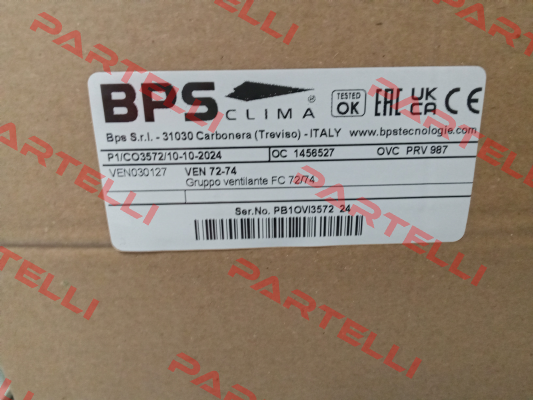 BPS CLIMA ® TESTED OK EAC UK CA CE
Bps S.r.l. - 31030 Carbonera (Treviso) - ITALY www.bpstecnologie.com
P1/CO3572/10-10-2024 OC 1456527 OVC PRV 987
VEN030127 VEN 72-74
Gruppo ventilante FC 72/74
Ser.No. PB1OVI3572 24
PARTELLI
PARTELLI
PARTELLI
PARTELLI
PARTELLI